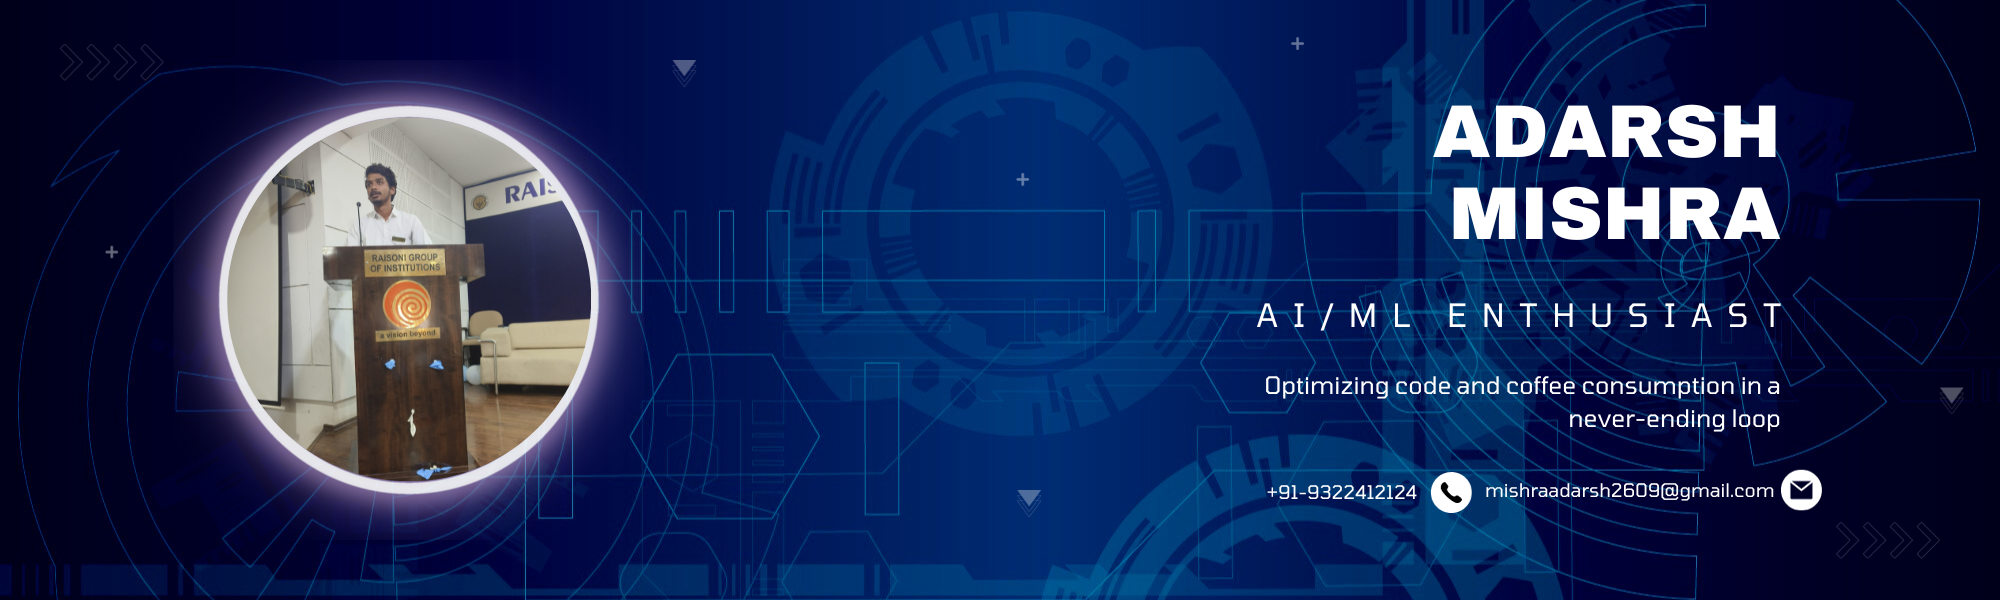 RAIS
RAISONI GROUP
OF INSTITUTIONS
a vision beyond
ADARSH
MISHRA
AI/ML ENTHUSIAST
Optimizing code and coffee consumption in a
never-ending loop
+91-9322412124
mishraadarsh2609@gmail.com